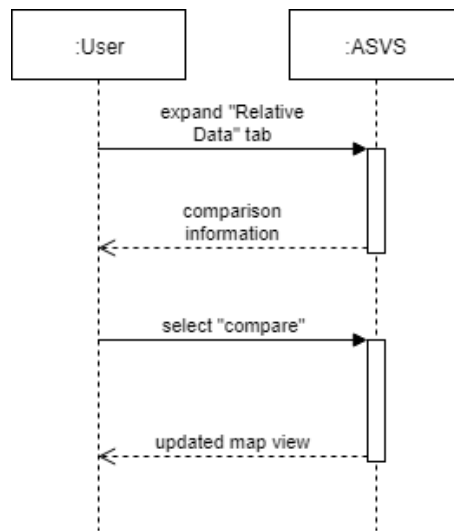 :User
:ASVS
expand "Relative
Data" tab
comparison
information
select "compare"
updated map view